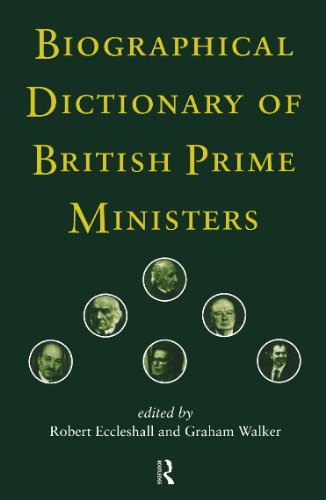 BIOGRAPHICAL
DICTIONARY OF
BRITISH PRIME
MINISTERS
edited by
Robert Eccleshall and Graham Walker
R